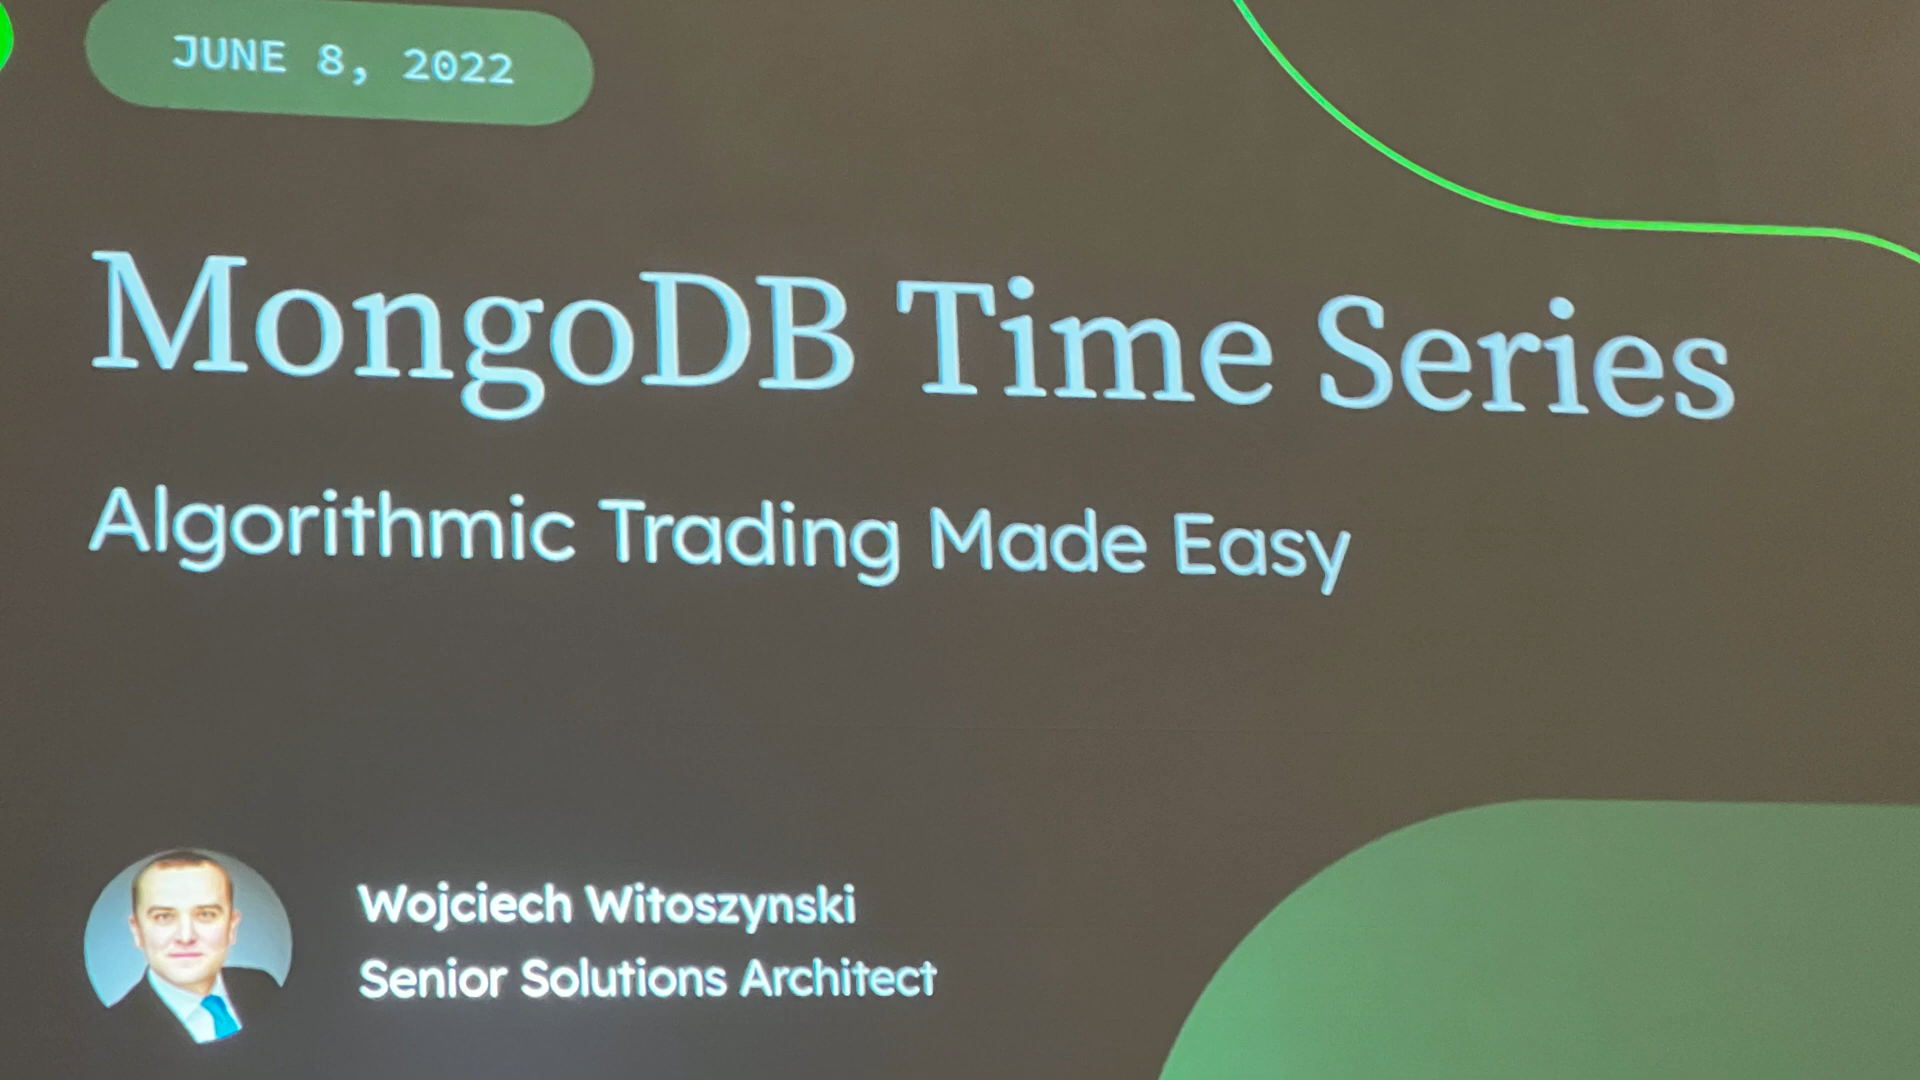 JUNE 8, 2022
MongoDB Time Series
Algorithmic Trading Made Easy
Wojciech Witoszynski
Senior Solutions Architect